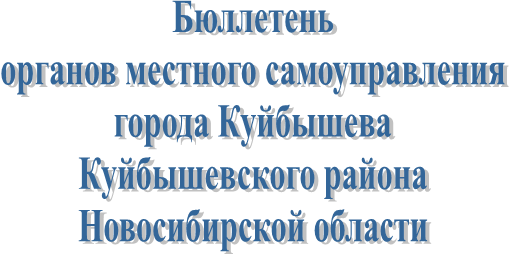 Бюллетень
органов местного самоуправления
города Куйбышева
Куйбышевского района
Новосибирской области